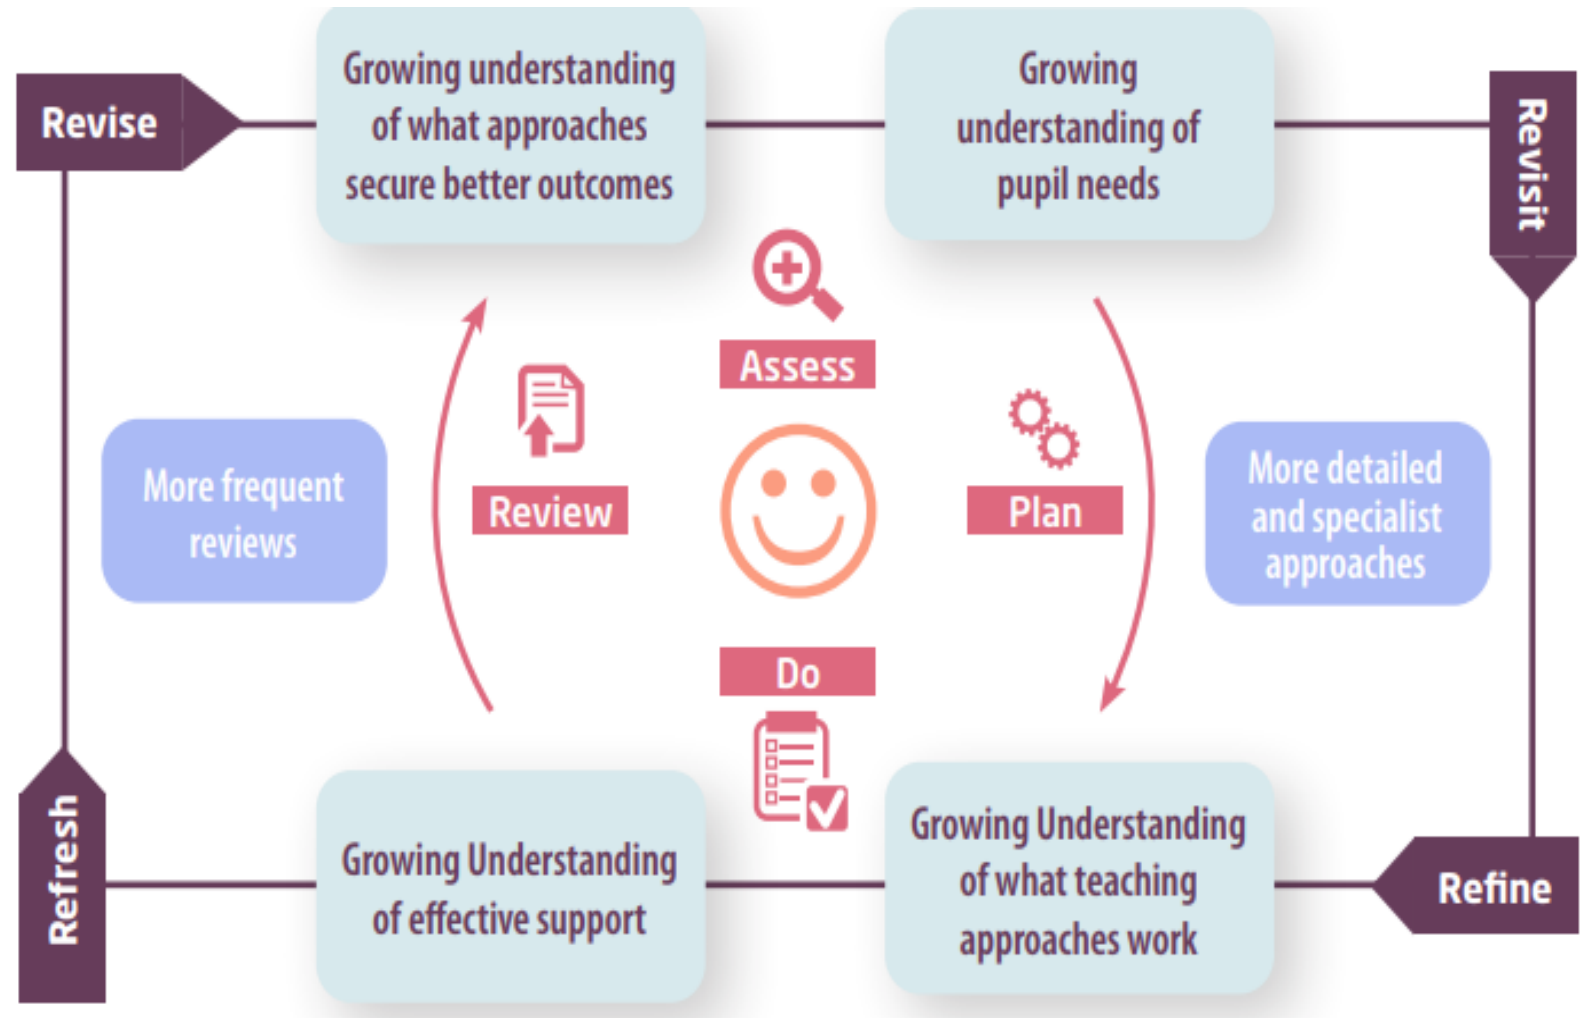 Revise
Growing understanding
of what approaches
secure better outcomes
Growing
understanding of
pupil needs
Revisit
Assess
More frequent
reviews
Review
Plan
More detailed
and specialist
approaches
Do
Refresh
Growing Understanding
of effective support
Growing Understanding
of what teaching
approaches work
Refine